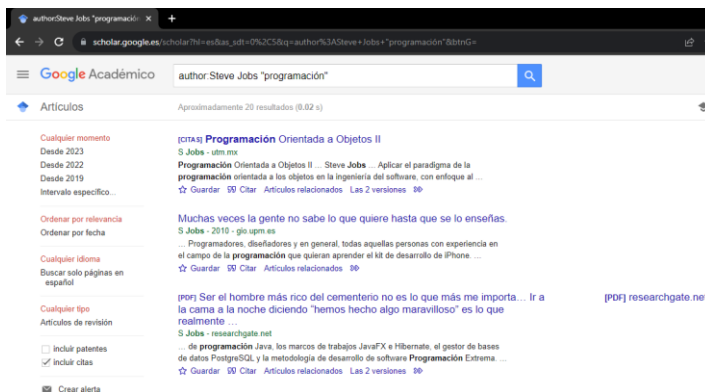 author:Steve Jobs "programació
scholar.google.es/scholar?hl=es&as_sdt=0%2C5&q=author%3ASteve+Jobs+"programación"&btnG=
Google Académico
author:Steve Jobs "programación"
Artículos
Aproximadamente 20 resultados (0.02 s)
Cualquier momento
Desde 2023
Desde 2022
Desde 2019
Intervalo específico...
Ordenar por relevancia
Ordenar por fecha
Cualquier idioma
Buscar solo páginas en
español
Cualquier tipo
Artículos de revisión
incluir patentes
incluir citas
Crear alerta
[CITAS] Programación Orientada a Objetos II
S Jobs - utm.mx
Programación Orientada a Objetos II ... Steve Jobs ... Aplicar el paradigma de la
programación orientada a los objetos en la ingeniería del software, con enfoque al ...
Guardar Citar Artículos relacionados Las 2 versiones
Muchas veces la gente no sabe lo que quiere hasta que se lo enseñas.
S Jobs - 2010 - gio.upm.es
... Programadores, diseñadores y en general, todas aquellas personas con experiencia en
el campo de la programación que quieran aprender el kit de desarrollo de iPhone. ...
Guardar Citar Artículos relacionados
[PDF] Ser el hombre más rico del cementerio no es lo que más me importa… Ir a
la cama a la noche diciendo "hemos hecho algo maravilloso" es lo que
realmente …
S Jobs - researchgate.net
... de programación Java, los marcos de trabajos JavaFX e Hibernate, el gestor de bases
de datos PostgreSQL y la metodología de desarrollo de software Programación Extrema. ...
Guardar Citar Artículos relacionados Las 2 versiones
[PDF] researchgate.net